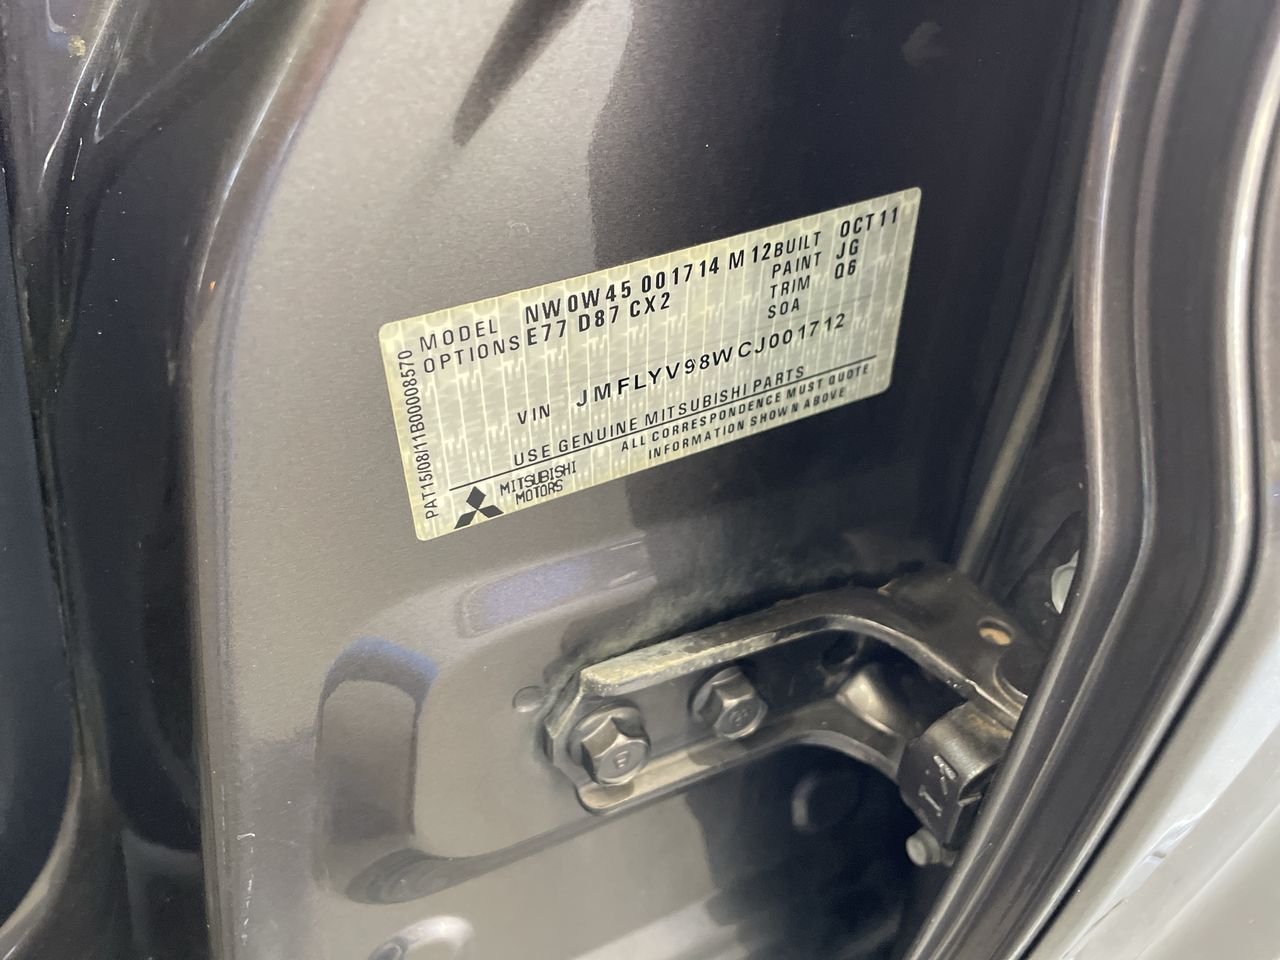 MODEL NW0W45 001714 M12 BUILT OCT11
OPTIONS E77 D87 CX2 PAINT JG
TRIM Q6
SOA
VIN JMFLYV98WCJ001712
USE GENUINE MITSUBISHI PARTS
MITSUBISHI
MOTORS
ALL CORRESPONDENCE MUST QUOTE
INFORMATION SHOWN ABOVE
PAT15/08/11B00008570